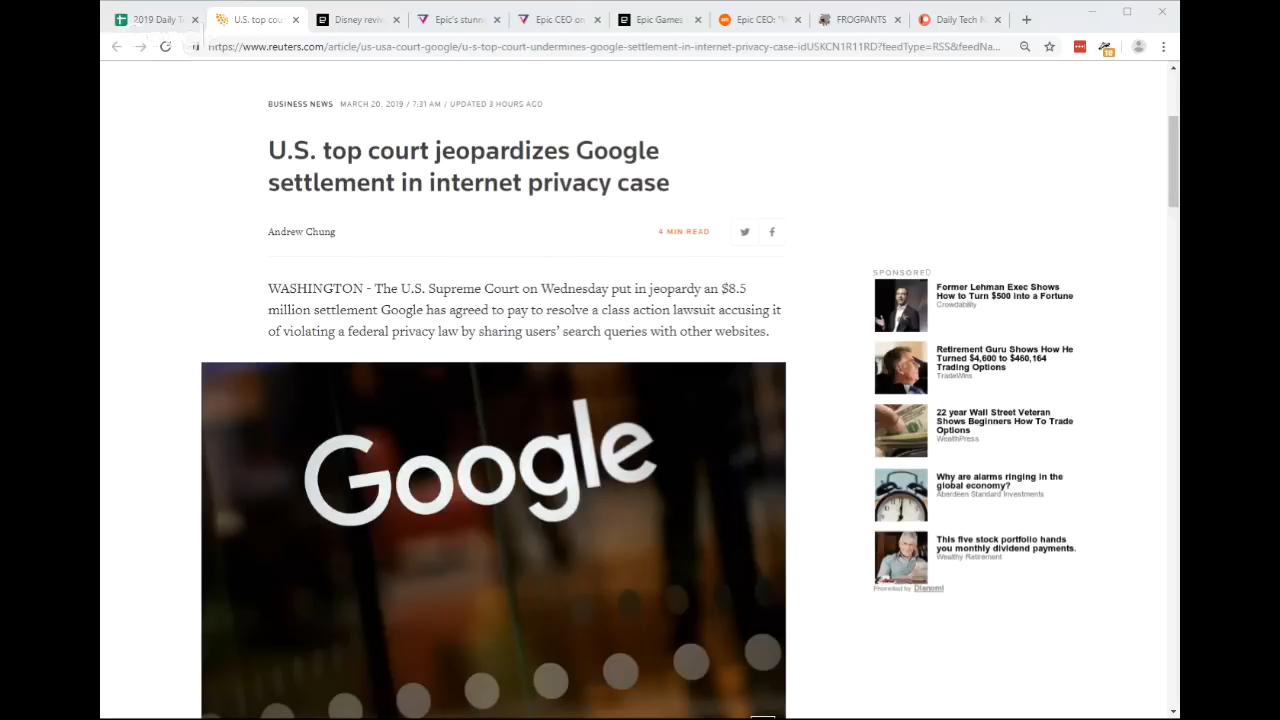 2019 Daily T
U.S. top cou
Disney reviv
Epic's stunn
Epic CEO on
Epic Games
Epic CEO: "
FROGPANTS
Daily Tech N
https://www.reuters.com/article/us-usa-court-google/u-s-top-court-undermines-google-settlement-in-internet-privacy-case-idUSKCN1R11RD?feedType=RSS&feedNa...
BUSINESS NEWS MARCH 20, 2019 / 7:31 AM / UPDATED 3 HOURS AGO
U.S. top court jeopardizes Google
settlement in internet privacy case
Andrew Chung
4 MIN READ
WASHINGTON - The U.S. Supreme Court on Wednesday put in jeopardy an $8.5
million settlement Google has agreed to pay to resolve a class action lawsuit accusing it
of violating a federal privacy law by sharing users' search queries with other websites.
Google
SPONSORED
Former Lehman Exec Shows
How to Turn $500 into a Fortune
Crowdability
Retirement Guru Shows How He
Turned $4,600 to $460,164
Trading Options
TradeWins
22 year Wall Street Veteran
Shows Beginners How To Trade
Options
WealthPress
Why are alarms ringing in the
global economy?
Aberdeen Standard Investments
This five stock portfolio hands
you monthly dividend payments.
Wealthy Retirement
Promoted by Dianomi